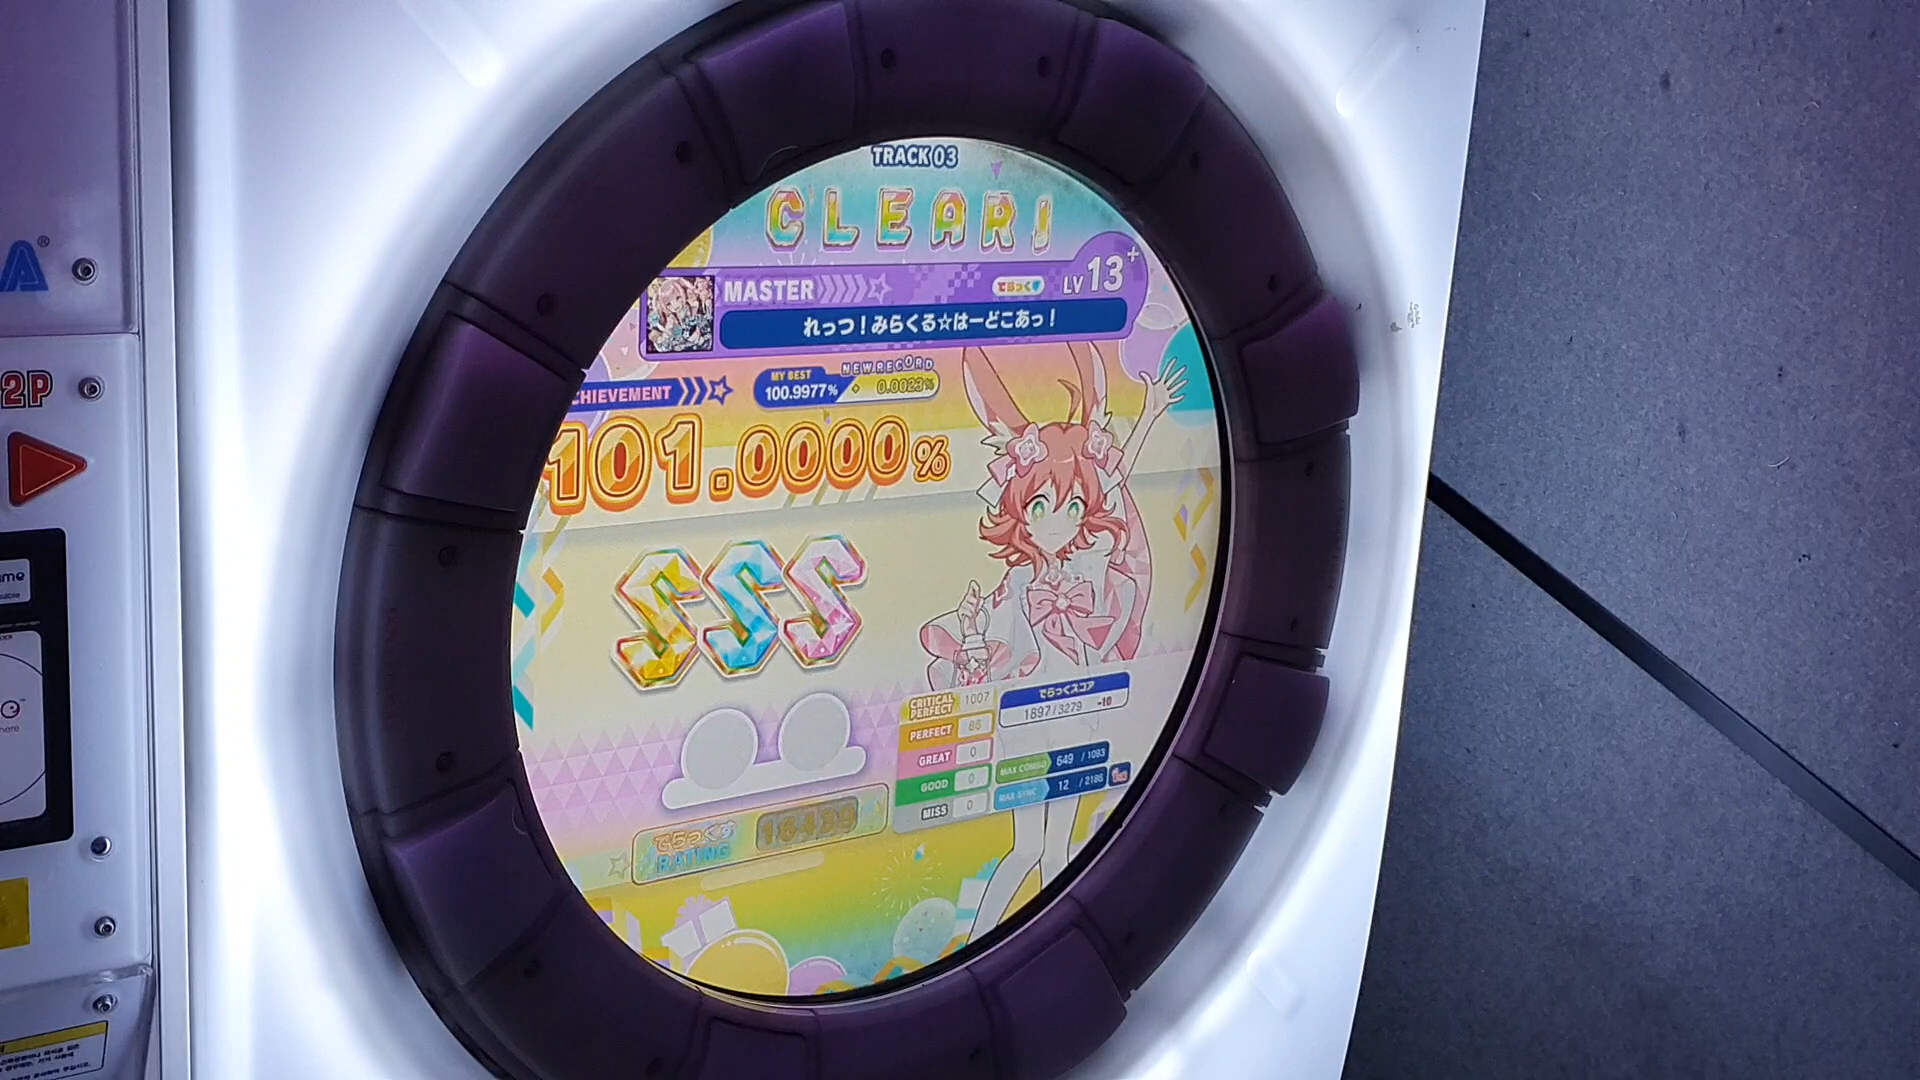 TRACK 03
CLEAR!
MASTER
でらっくす
LV 13+
れっつ！みらくる☆はーどこあっ！
CHIEVEMENT
MY BEST
NEW RECORD
100.9977%
+ 0.0023%
101.0000%
SSS
CRITICAL PERFECT 1007
でらっくスコア
1897/3279 -10
PERFECT 86
GREAT 0
MAX COMBO 649 / 1093
GOOD 0
MAX SYNC 12 / 2186
MISS 0
でらっくす
RATING
A®
2P